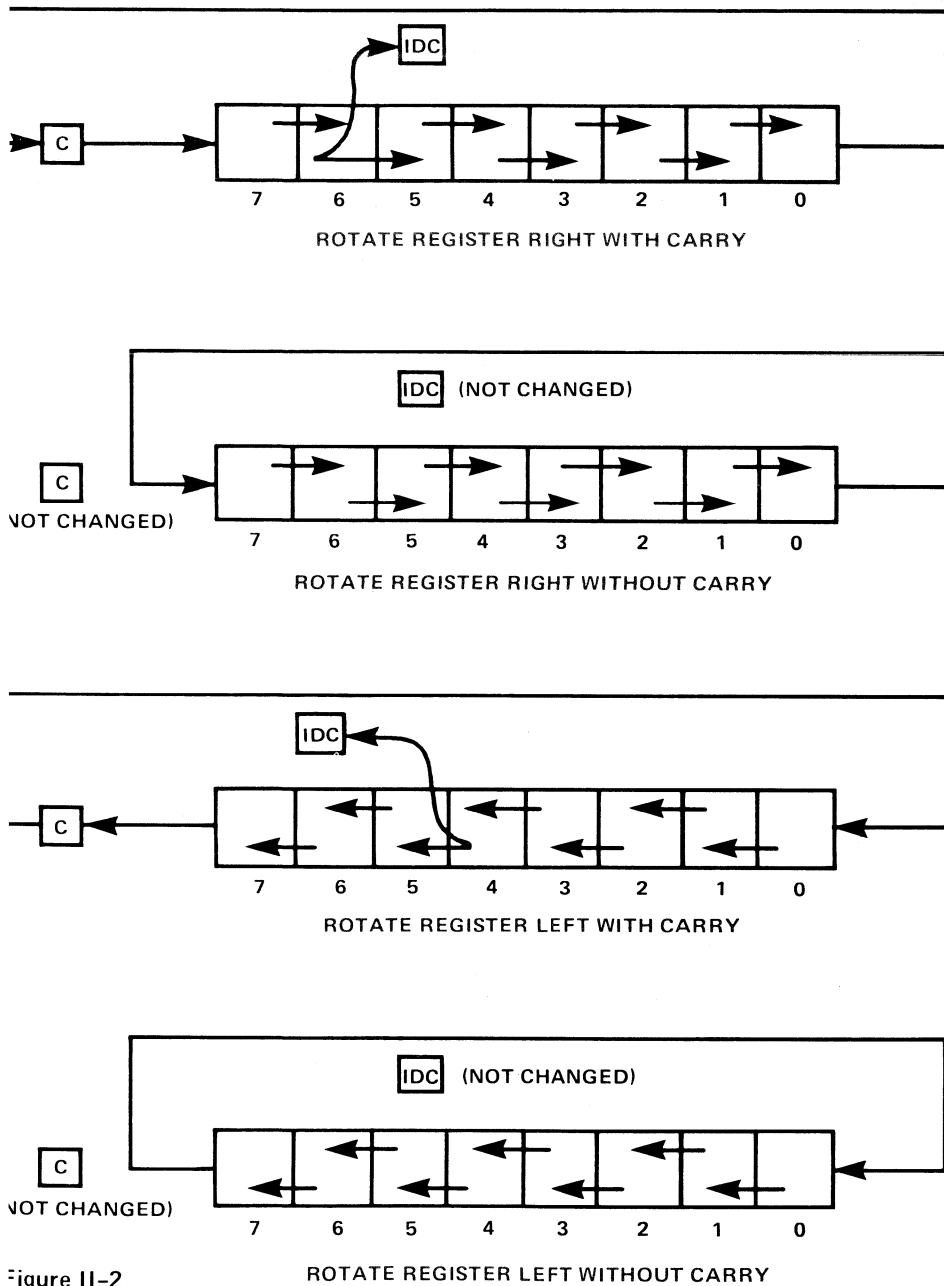 IDC
C
7 6 5 4 3 2 1 0
ROTATE REGISTER RIGHT WITH CARRY
IDC (NOT CHANGED)
C
NOT CHANGED)
7 6 5 4 3 2 1 0
ROTATE REGISTER RIGHT WITHOUT CARRY
IDC
C
7 6 5 4 3 2 1 0
ROTATE REGISTER LEFT WITH CARRY
IDC (NOT CHANGED)
C
NOT CHANGED)
7 6 5 4 3 2 1 0
ROTATE REGISTER LEFT WITHOUT CARRY
Figure II-2